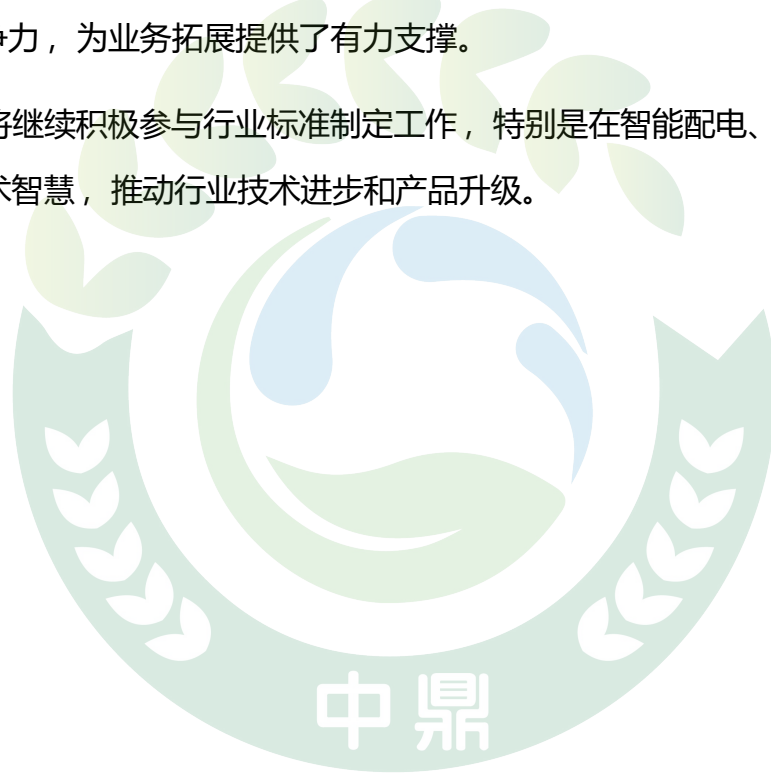 力，为业务拓展提供了有力支撑。
将继续积极参与行业标准制定工作，特别是在智能配电、
术智慧，推动行业技术进步和产品升级。
中鼎